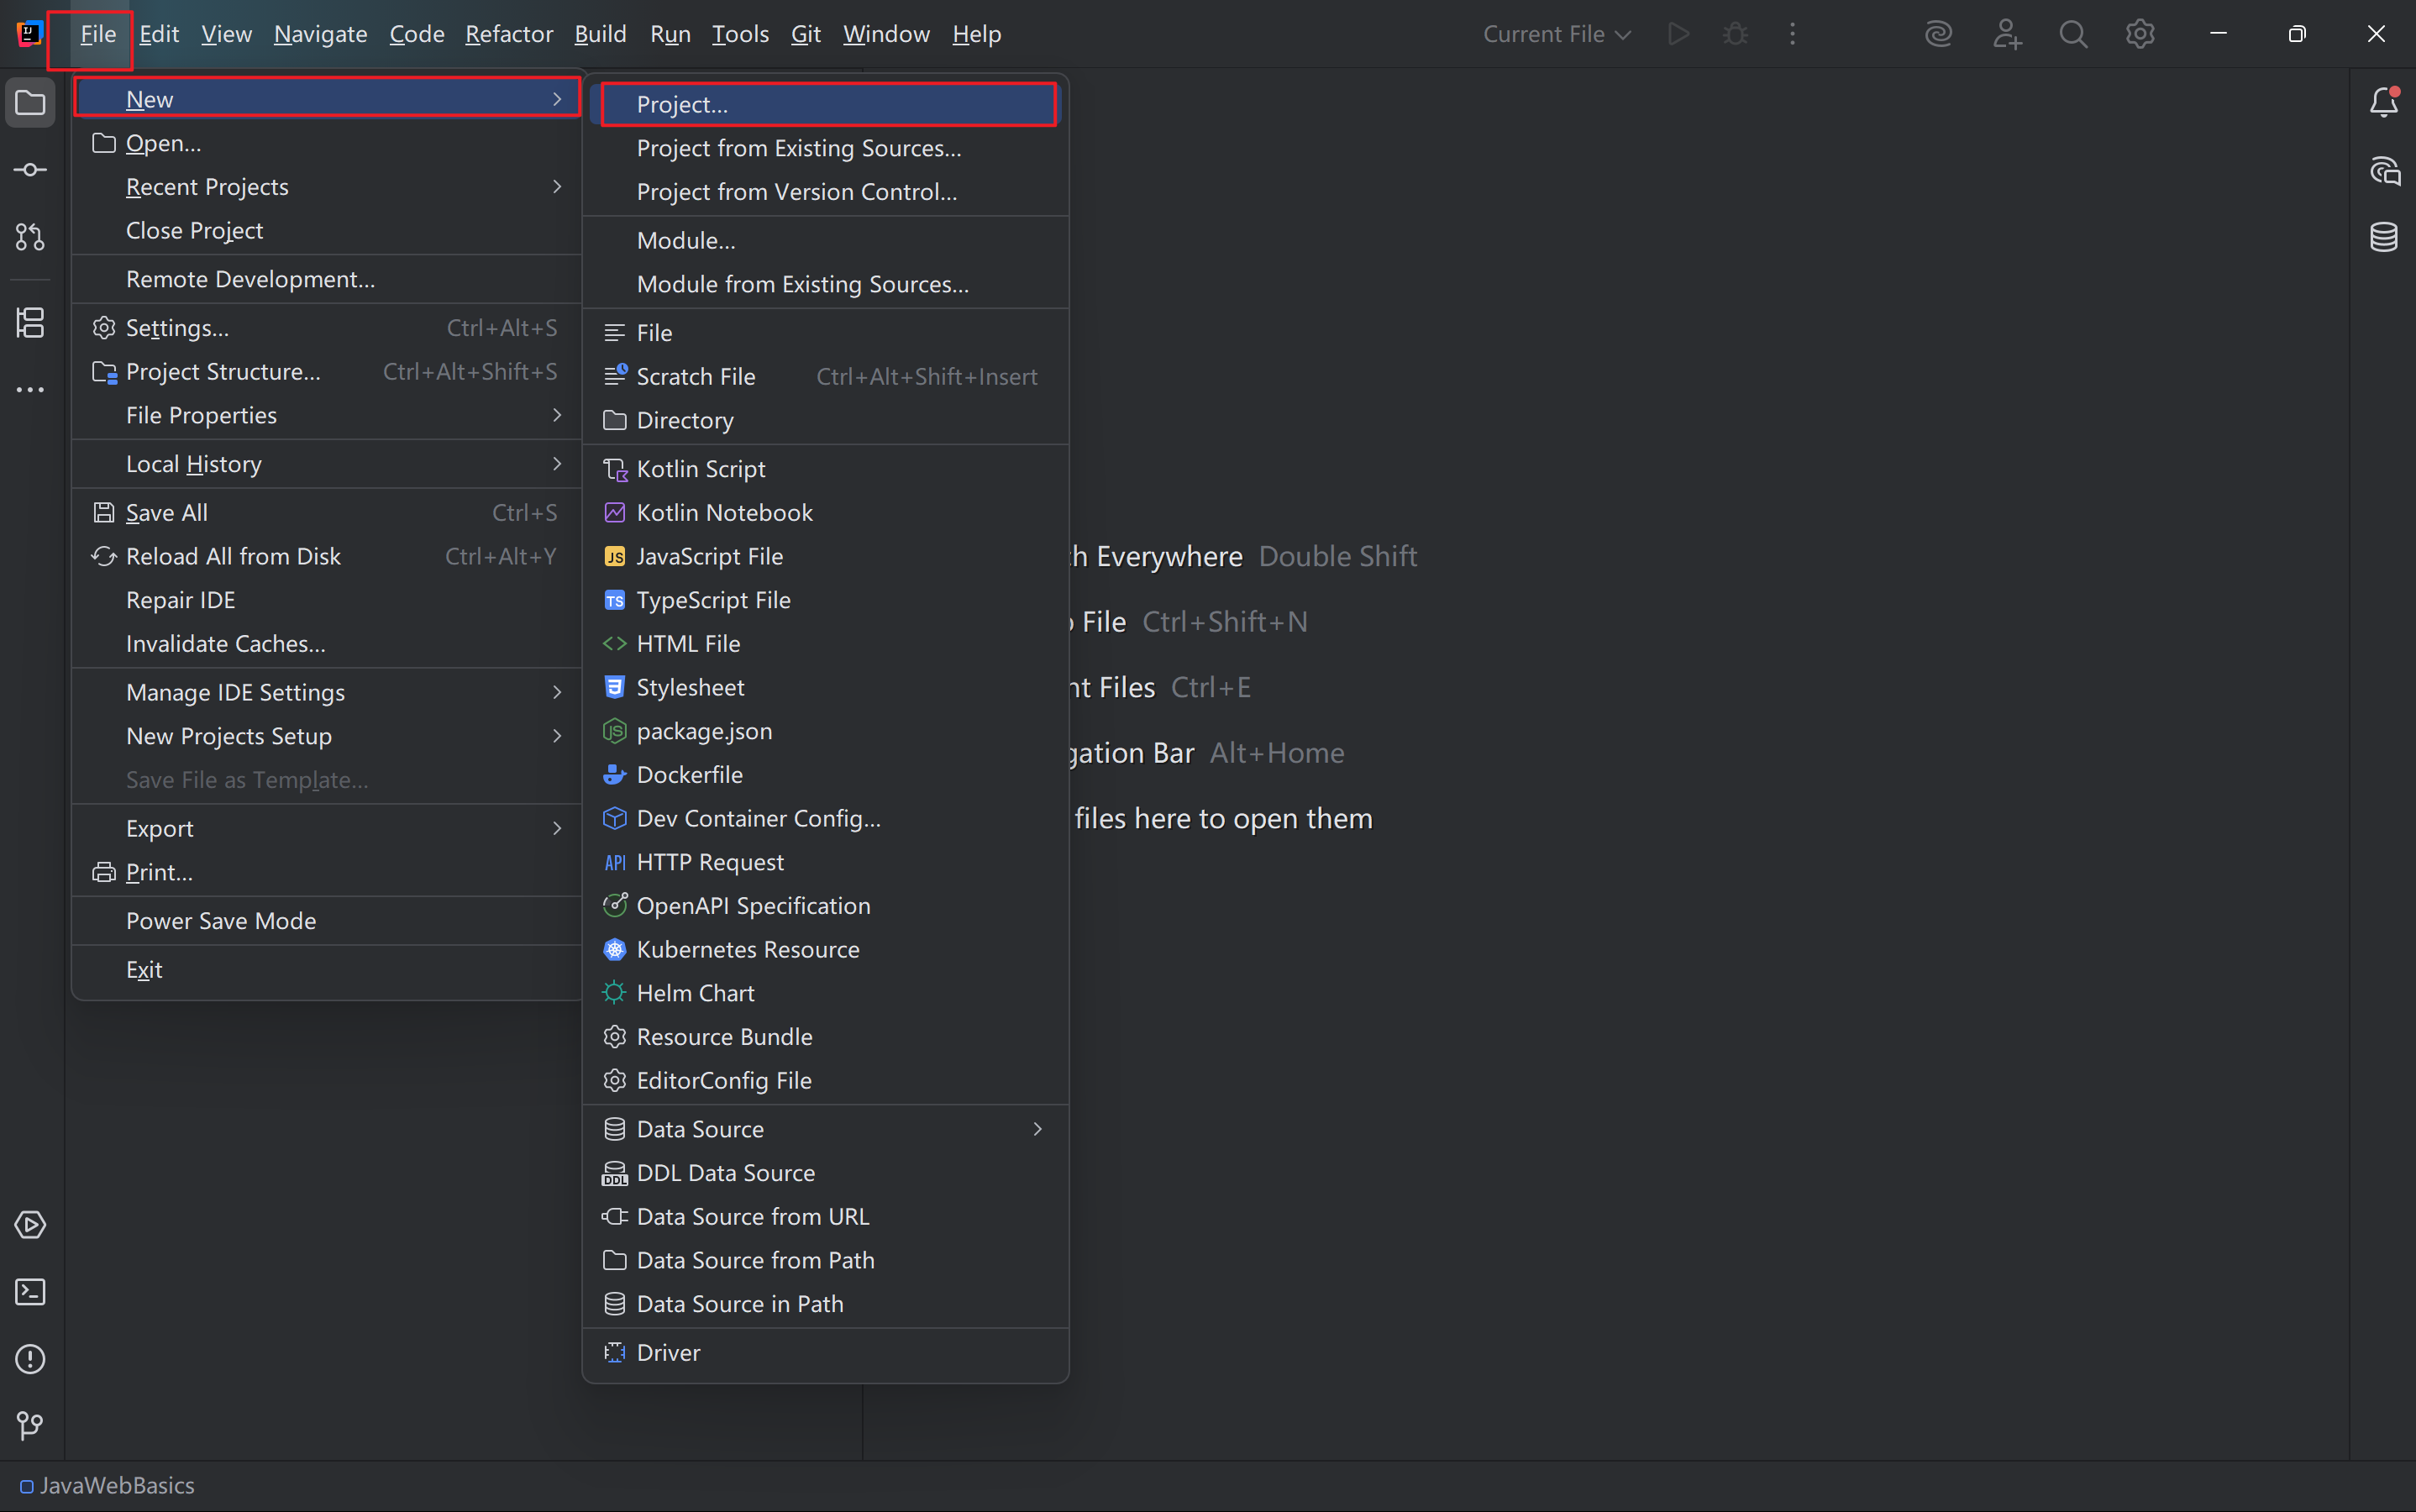 File Edit View Navigate Code Refactor Build Run Tools Git Window Help Current File
New
Open...
Recent Projects
Close Project
Remote Development...
Settings... Ctrl+Alt+S
Project Structure... Ctrl+Alt+Shift+S
File Properties
Local History
Save All Ctrl+S
Reload All from Disk Ctrl+Alt+Y
Repair IDE
Invalidate Caches...
Manage IDE Settings
New Projects Setup
Save File as Template...
Export
Print...
Power Save Mode
Exit
Project...
Project from Existing Sources...
Project from Version Control...
Module...
Module from Existing Sources...
File
Scratch File Ctrl+Alt+Shift+Insert
Directory
Kotlin Script
Kotlin Notebook
JS JavaScript File
TS TypeScript File
HTML File
Stylesheet
package.json
Dockerfile
Dev Container Config...
API HTTP Request
OpenAPI Specification
Kubernetes Resource
Helm Chart
Resource Bundle
EditorConfig File
Data Source
DDL DDL Data Source
Data Source from URL
Data Source from Path
Data Source in Path
Driver
h Everywhere Double Shift
File Ctrl+Shift+N
nt Files Ctrl+E
gation Bar Alt+Home
files here to open them
JavaWebBasics